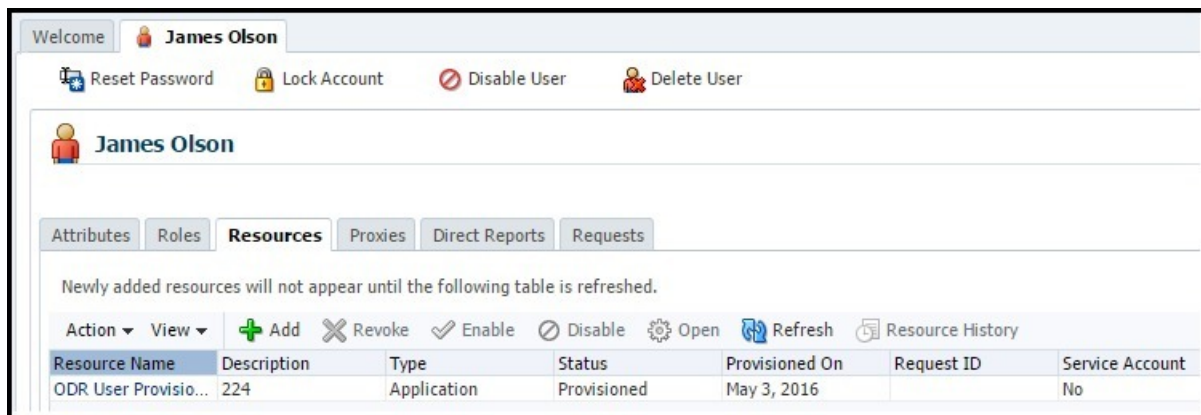 Welcome James Olson
Reset Password Lock Account Disable User Delete User
James Olson
Attributes Roles Resources Proxies Direct Reports Requests
Newly added resources will not appear until the following table is refreshed.
Action View Add Revoke Enable Disable Open Refresh Resource History
Resource Name Description Type Status Provisioned On Request ID Service Account
ODR User Provisio... 224 Application Provisioned May 3, 2016 No